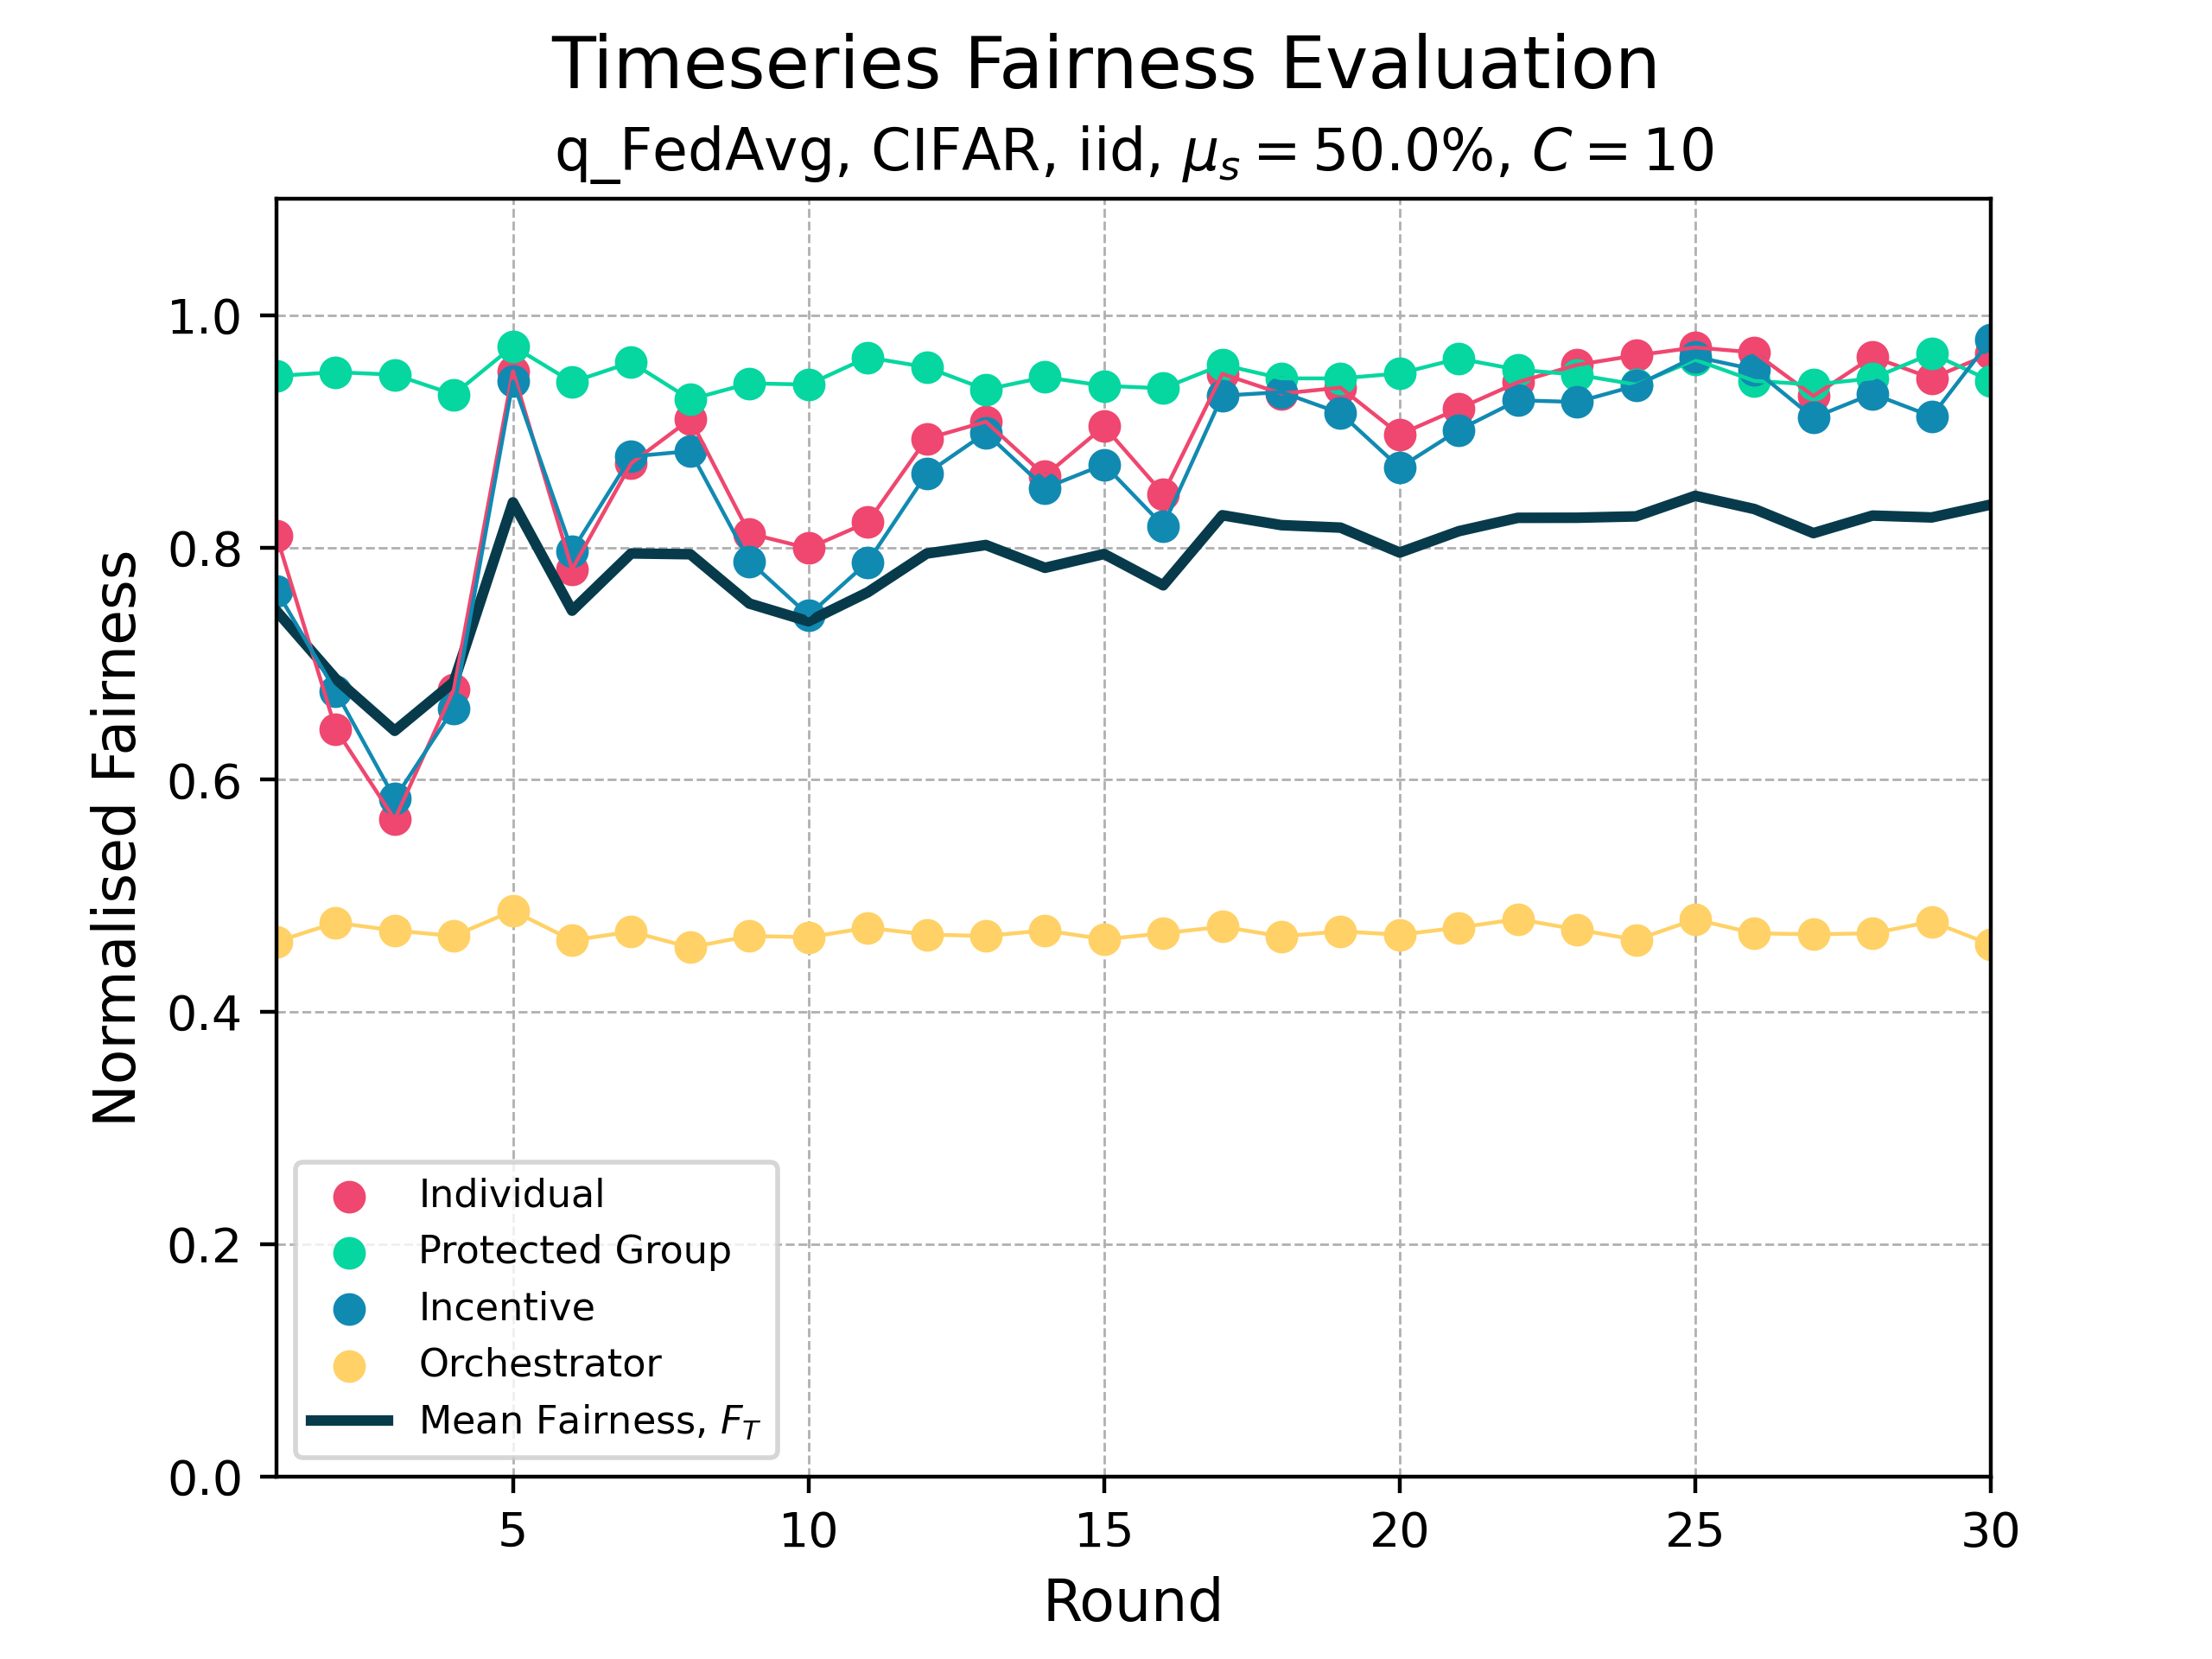 Timeseries Fairness Evaluation
q_FedAvg, CIFAR, iid, μₛ = 50.0%, C = 10
Normalised Fairness
1.0
0.8
0.6
0.4
0.2
0.0
Individual
Protected Group
Incentive
Orchestrator
Mean Fairness, F_T
5 10 15 20 25 30
Round